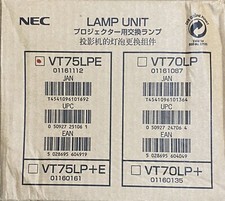 NEC
LAMP UNIT
プロジェクター用交換ランプ
投影机的灯泡更换组件
VT75LPE
01161112
JAN
UPC
EAN
VT70LP
01161087
JAN
UPC
EAN
VT75LP+E
01160161
VT70LP+
01160135